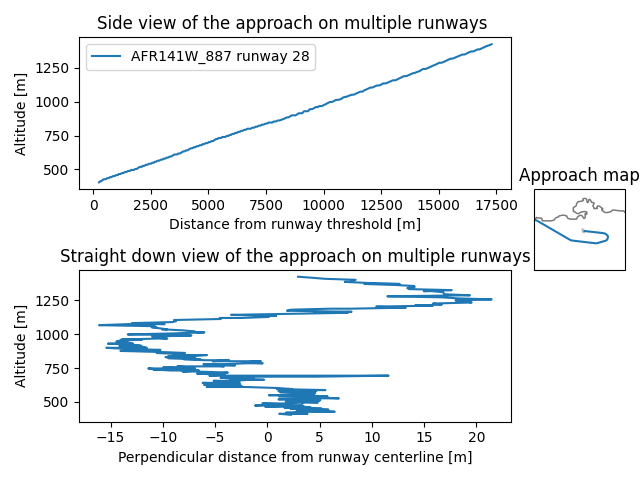 Side view of the approach on multiple runways
AFR141W_887 runway 28
Altitude [m]
1250
1000
750
500
0 2500 5000 7500 10000 12500 15000 17500
Distance from runway threshold [m]
Approach map
Straight down view of the approach on multiple runways
Altitude [m]
1250
1000
750
500
−15 −10 −5 0 5 10 15 20
Perpendicular distance from runway centerline [m]